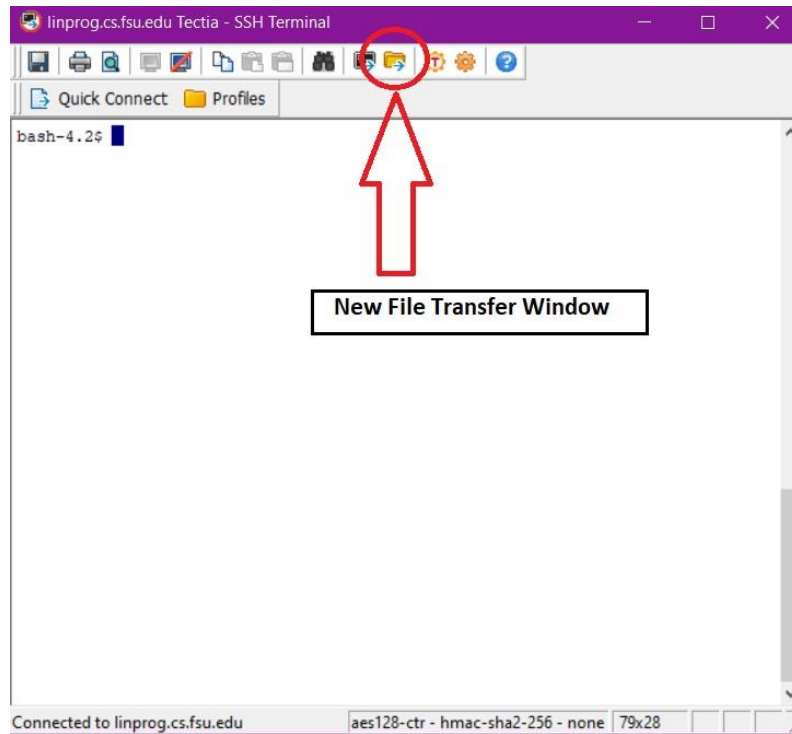 linprog.cs.fsu.edu Tectia - SSH Terminal
Quick Connect Profiles
bash-4.2$
New File Transfer Window
Connected to linprog.cs.fsu.edu aes128-ctr - hmac-sha2-256 - none 79x28